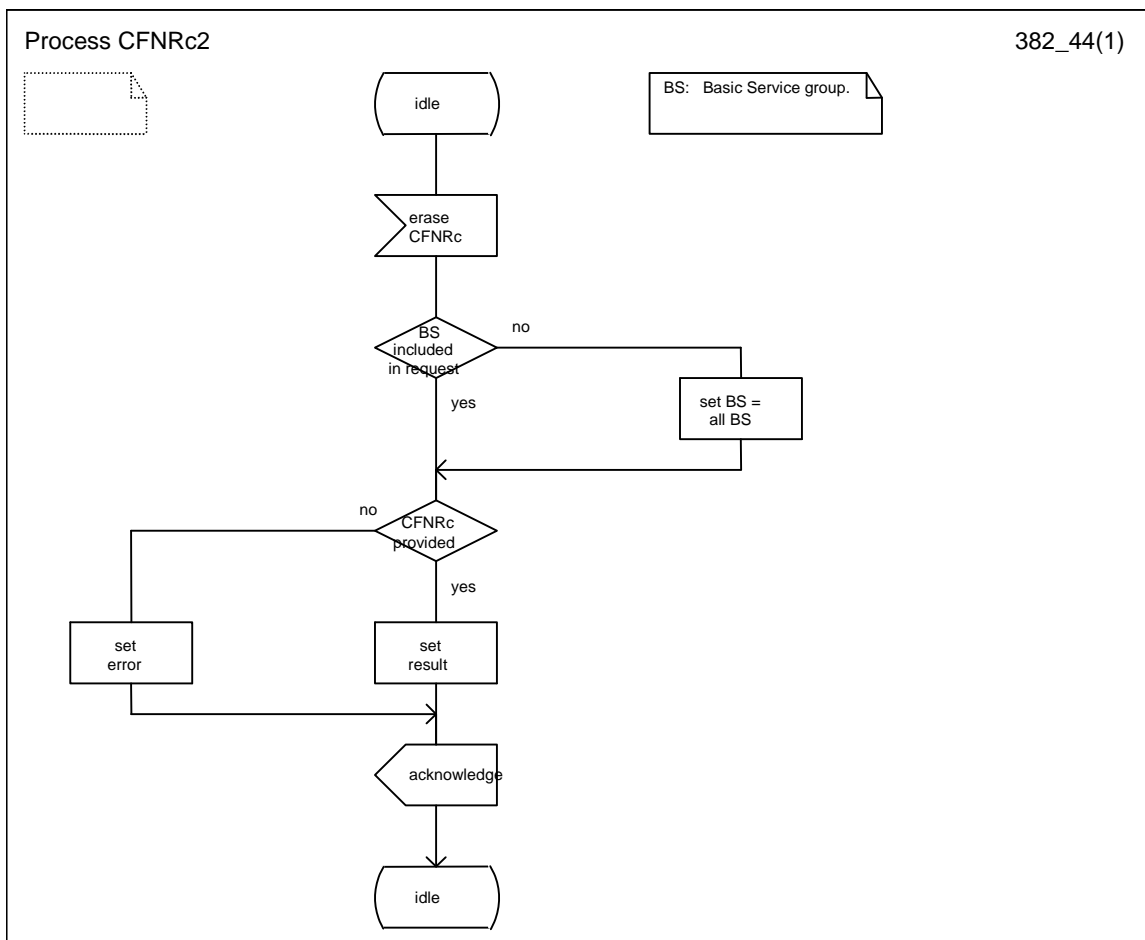 Process CFNRc2
382_44(1)
idle
BS: Basic Service group.
erase
CFNRc
BS
included
in request
no
yes
set BS =
all BS
no
CFNRc
provided
yes
set
error
set
result
acknowledge
idle